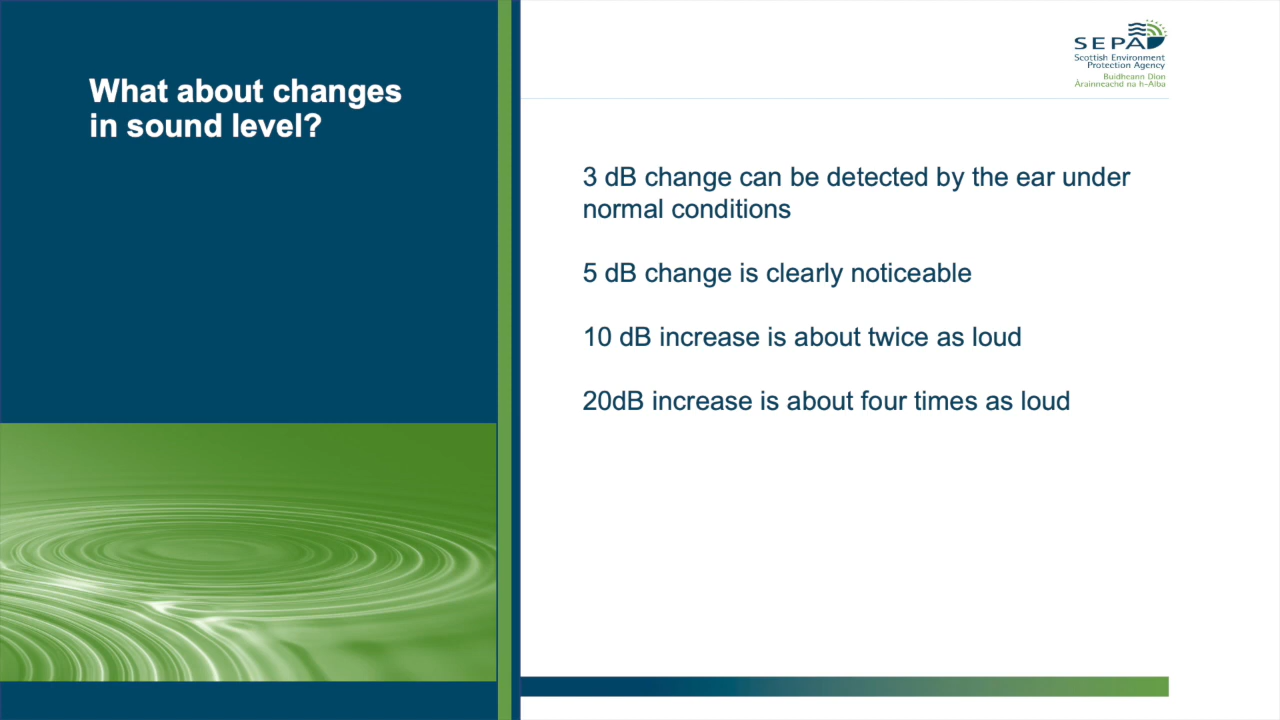 What about changes
in sound level?
SEPA
Scottish Environment
Protection Agency
Buidheann Dìon
Àrainneachd na h-Alba
3 dB change can be detected by the ear under
normal conditions
5 dB change is clearly noticeable
10 dB increase is about twice as loud
20dB increase is about four times as loud